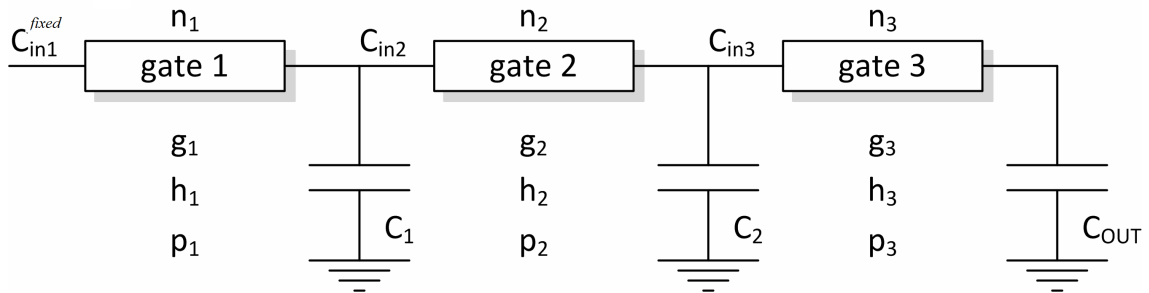 fixed
C_in1 n₁ C_in2 n₂ C_in3 n₃
gate 1 gate 2 gate 3
g₁ g₂ g₃
h₁ h₂ h₃
C₁ C₂ C_OUT
p₁ p₂ p₃